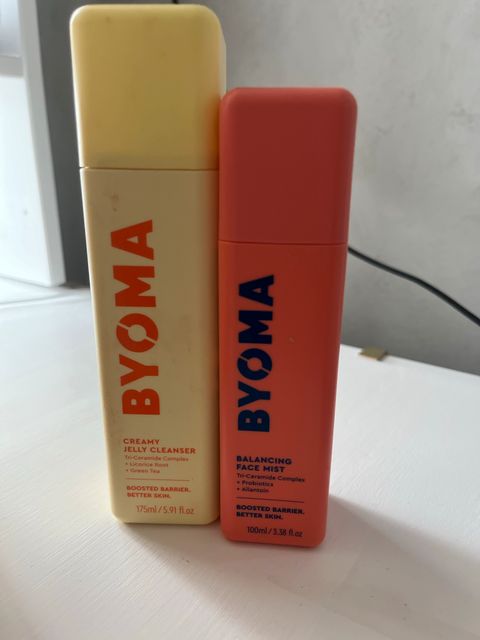 BYOMA
CREAMY
JELLY CLEANSER
Tri-Ceramide Complex
+ Licorice Root
+ Green Tea
BOOSTED BARRIER.
BETTER SKIN.
175ml / 5.91 fl.oz
BYOMA
BALANCING
FACE MIST
Tri-Ceramide Complex
+ Probiotics
+ Allantoin
BOOSTED BARRIER.
BETTER SKIN.
100ml / 3.38 fl.oz